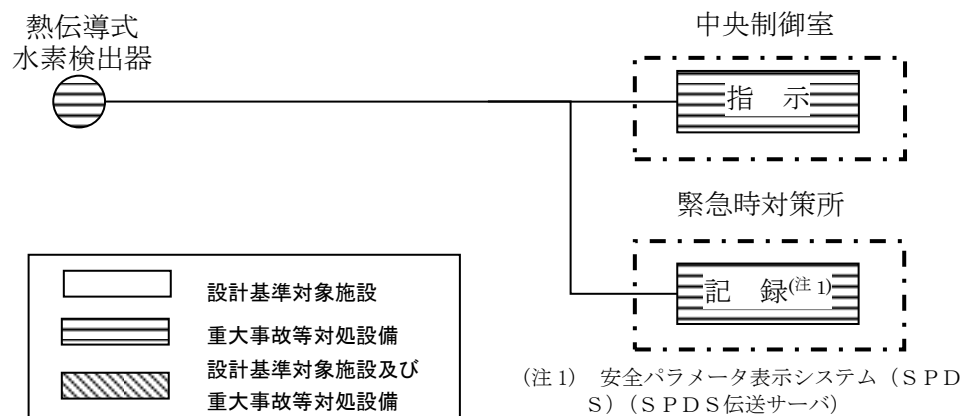 熱伝導式
水素検出器
中央制御室
指　示
緊急時対策所
記　録(注1)
設計基準対象施設
重大事故等対処設備
設計基準対象施設及び
重大事故等対処設備
(注1)　安全パラメータ表示システム（ＳＰＤ
Ｓ）（ＳＰＤＳ伝送サーバ）